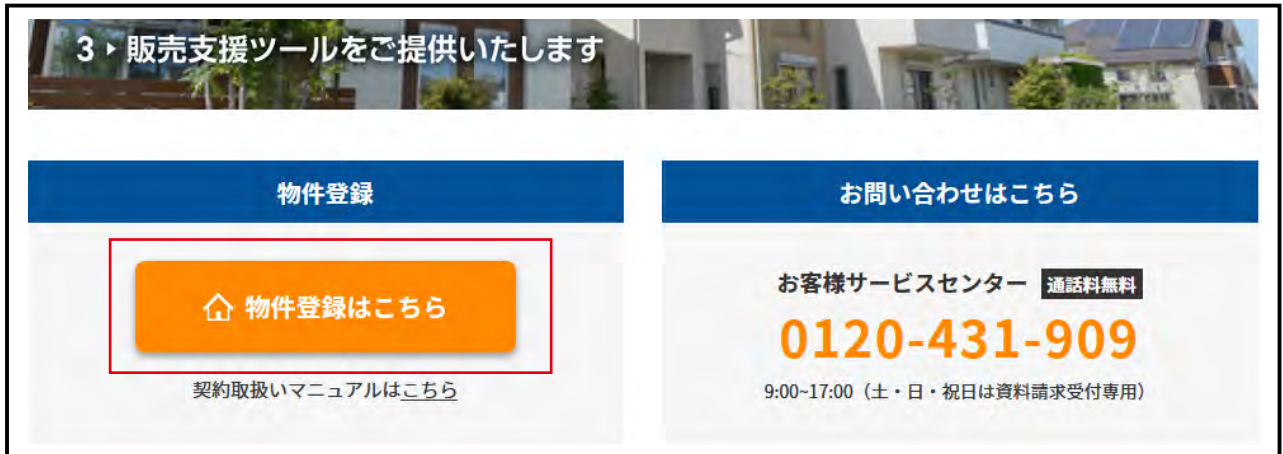 3 ▸ 販売支援ツールをご提供いたします
物件登録
物件登録はこちら
契約取扱いマニュアルはこちら
お問い合わせはこちら
お客様サービスセンター 通話料無料
0120-431-909
9:00~17:00（土・日・祝日は資料請求受付専用）